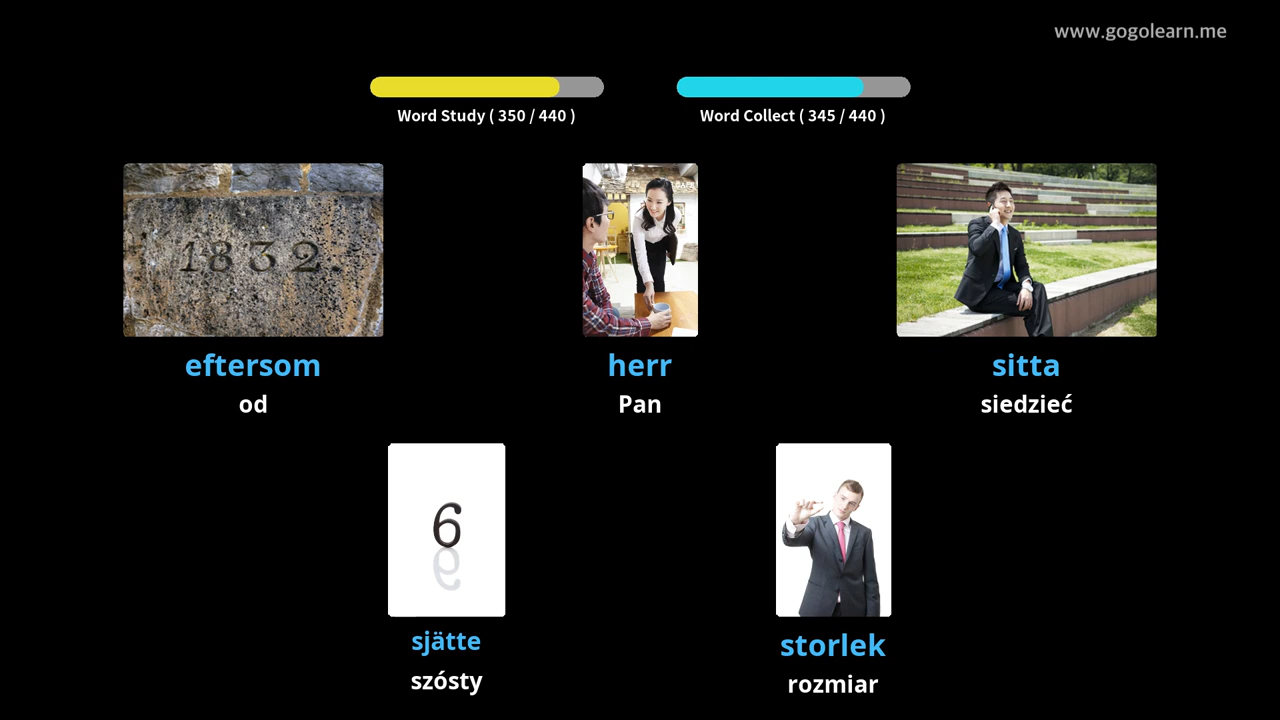 www.gogolearn.me
Word Study ( 350 / 440 )
Word Collect ( 345 / 440 )
1832.
eftersom
od
herr
Pan
sitta
siedzieć
6
sjätte
szósty
storlek
rozmiar